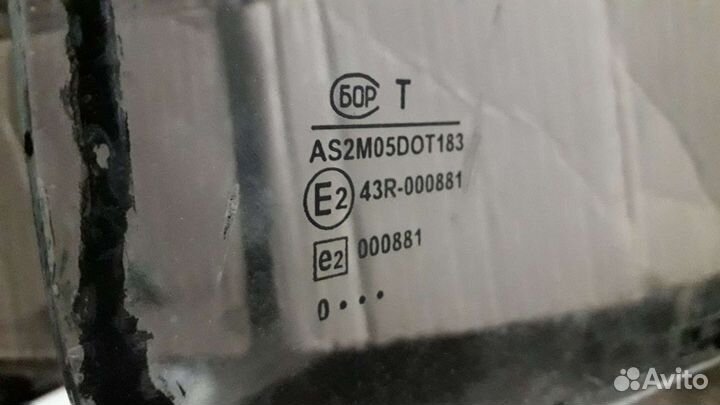 БОР T
AS2M05DOT183
E2 43R-000881
e2 000881
0 • • •
Avito